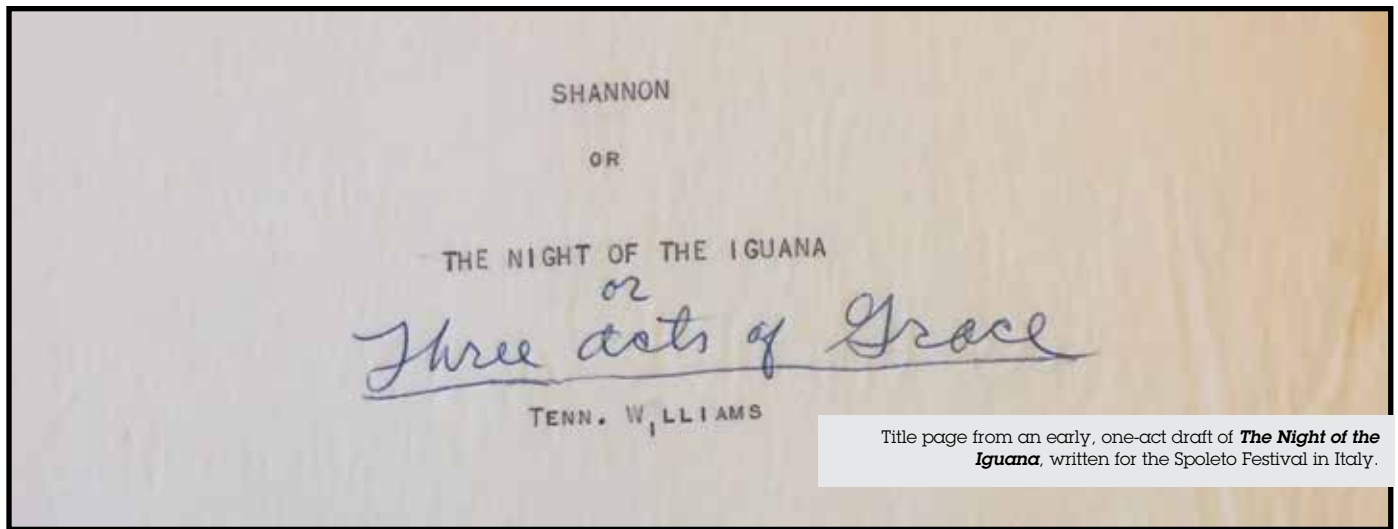 SHANNON
OR
THE NIGHT OF THE IGUANA
or
Three acts of Grace
TENN. WILLIAMS
Title page from an early, one-act draft of The Night of the
Iguana, written for the Spoleto Festival in Italy.